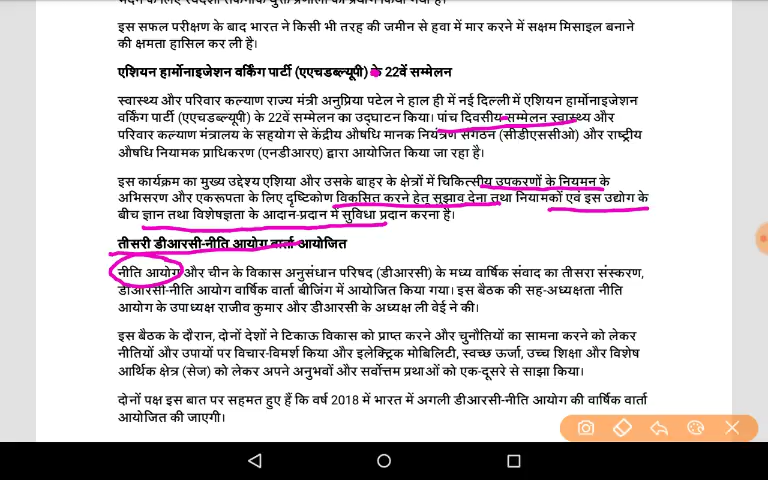 इस सफल परीक्षण के बाद भारत ने किसी भी तरह की जमीन से हवा में मार करने में सक्षम मिसाइल बनाने
की क्षमता हासिल कर ली है।
एशियन हार्मोनाइजेशन वर्किंग पार्टी (एएचडब्ल्यूपी) के 22वें सम्मेलन
स्वास्थ्य और परिवार कल्याण राज्य मंत्री अनुप्रिया पटेल ने हाल ही में नई दिल्ली में एशियन हार्मोनाइजेशन
वर्किंग पार्टी (एएचडब्ल्यूपी) के 22वें सम्मेलन का उद्घाटन किया। पांच दिवसीय सम्मेलन स्वास्थ्य और
परिवार कल्याण मंत्रालय के सहयोग से केंद्रीय औषधि मानक नियंत्रण संगठन (सीडीएससीओ) और राष्ट्रीय
औषधि नियामक प्राधिकरण (एनडीआरए) द्वारा आयोजित किया जा रहा है।
इस कार्यक्रम का मुख्य उद्देश्य एशिया और उसके बाहर के क्षेत्रों में चिकित्सीय उपकरणों के नियमन के
अभिसरण और एकरूपता के लिए दृष्टिकोण विकसित करने हेतु सुझाव देना तथा नियामकों एवं इस उद्योग के
बीच ज्ञान तथा विशेषज्ञता के आदान-प्रदान में सुविधा प्रदान करना है।
तीसरी डीआरसी-नीति आयोग वार्ता आयोजित
नीति आयोग और चीन के विकास अनुसंधान परिषद (डीआरसी) के मध्य वार्षिक संवाद का तीसरा संस्करण,
डीआरसी-नीति आयोग वार्षिक वार्ता बीजिंग में आयोजित किया गया। इस बैठक की सह-अध्यक्षता नीति
आयोग के उपाध्यक्ष राजीव कुमार और डीआरसी के अध्यक्ष ली वेई ने की।
इस बैठक के दौरान, दोनों देशों ने टिकाऊ विकास को प्राप्त करने और चुनौतियों का सामना करने को लेकर
नीतियों और उपायों पर विचार-विमर्श किया और इलेक्ट्रिक मोबिलिटी, स्वच्छ ऊर्जा, उच्च शिक्षा और विशेष
आर्थिक क्षेत्र (सेज) को लेकर अपने अनुभवों और सर्वोत्तम प्रथाओं को एक-दूसरे से साझा किया।
दोनों पक्ष इस बात पर सहमत हुए हैं कि वर्ष 2018 में भारत में अगली डीआरसी-नीति आयोग की वार्षिक वार्ता
आयोजित की जाएगी।